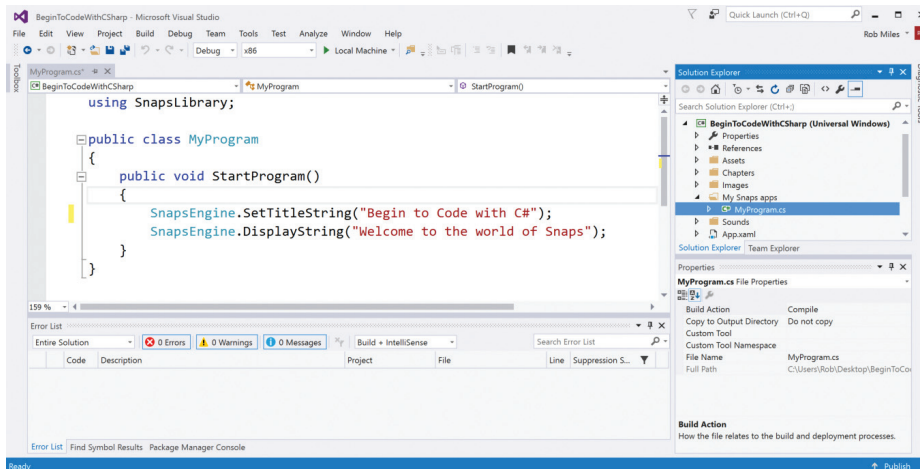 BeginToCodeWithCSharp - Microsoft Visual Studio
Quick Launch (Ctrl+Q)
File Edit View Project Build Debug Team Tools Test Analyze Window Help
Rob Miles
Debug x86 Local Machine
Toolbox
MyProgram.cs*
BeginToCodeWithCSharp MyProgram StartProgram()
using SnapsLibrary;
public class MyProgram
{
public void StartProgram()
{
SnapsEngine.SetTitleString("Begin to Code with C#");
SnapsEngine.DisplayString("Welcome to the world of Snaps");
}
}
159 %
Error List
Entire Solution 0 Errors 0 Warnings 0 Messages Build + IntelliSense Search Error List
Code Description Project File Line Suppression S...
Error List Find Symbol Results Package Manager Console
Solution Explorer
Search Solution Explorer (Ctrl+;)
BeginToCodeWithCSharp (Universal Windows)
Properties
References
Assets
Chapters
Images
My Snaps apps
MyProgram.cs
Sounds
App.xaml
Solution Explorer Team Explorer
Properties
MyProgram.cs File Properties
Build Action Compile
Copy to Output Directory Do not copy
Custom Tool
Custom Tool Namespace
File Name MyProgram.cs
Full Path C:\Users\Rob\Desktop\BeginToCo
Build Action
How the file relates to the build and deployment processes.
Ready Publish